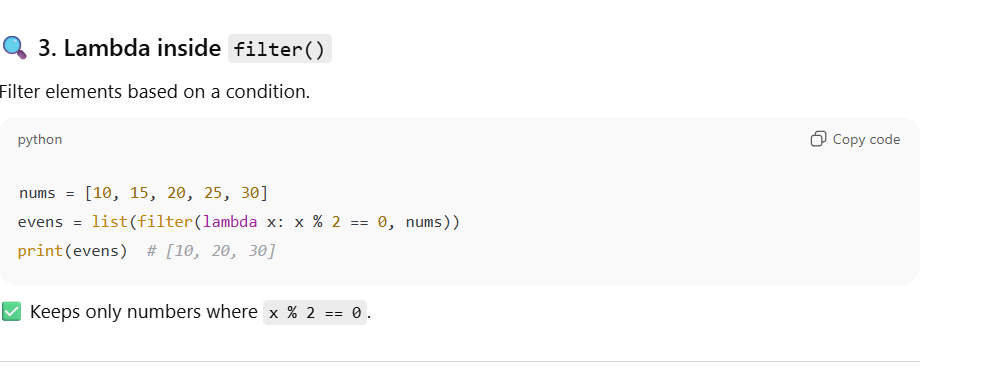 🔍 3. Lambda inside filter()
Filter elements based on a condition.
python
Copy code
nums = [10, 15, 20, 25, 30]
evens = list(filter(lambda x: x % 2 == 0, nums))
print(evens)  # [10, 20, 30]
✅ Keeps only numbers where x % 2 == 0.